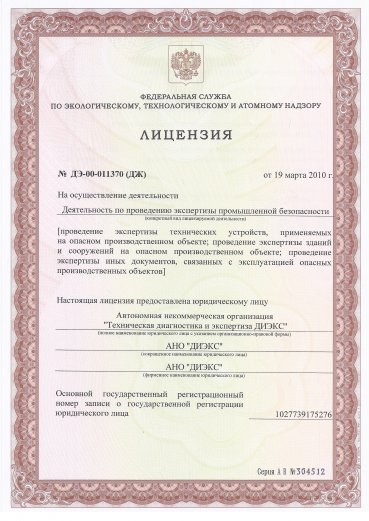 ФЕДЕРАЛЬНАЯ СЛУЖБА
ПО ЭКОЛОГИЧЕСКОМУ, ТЕХНОЛОГИЧЕСКОМУ И АТОМНОМУ НАДЗОРУ
ЛИЦЕНЗИЯ
№ ДЭ-00-011370 (ДЖ) от 19 марта 2010 г.
На осуществление деятельности
Деятельность по проведению экспертизы промышленной безопасности
(конкретный вид лицензируемой деятельности)
[проведение экспертизы технических устройств, применяемых
на опасном производственном объекте; проведение экспертизы зданий
и сооружений на опасном производственном объекте; проведение
экспертизы иных документов, связанных с эксплуатацией опасных
производственных объектов]
Настоящая лицензия предоставлена юридическому лицу
Автономная некоммерческая организация
"Техническая диагностика и экспертиза ДИЭКС"
(полное наименование юридического лица с указанием организационно-правовой формы)
АНО "ДИЭКС"
(сокращенное наименование юридического лица)
АНО "ДИЭКС"
(фирменное наименование юридического лица)
Основной государственный регистрационный
номер записи о государственной регистрации
юридического лица 1027739175276
Серия А В №304512